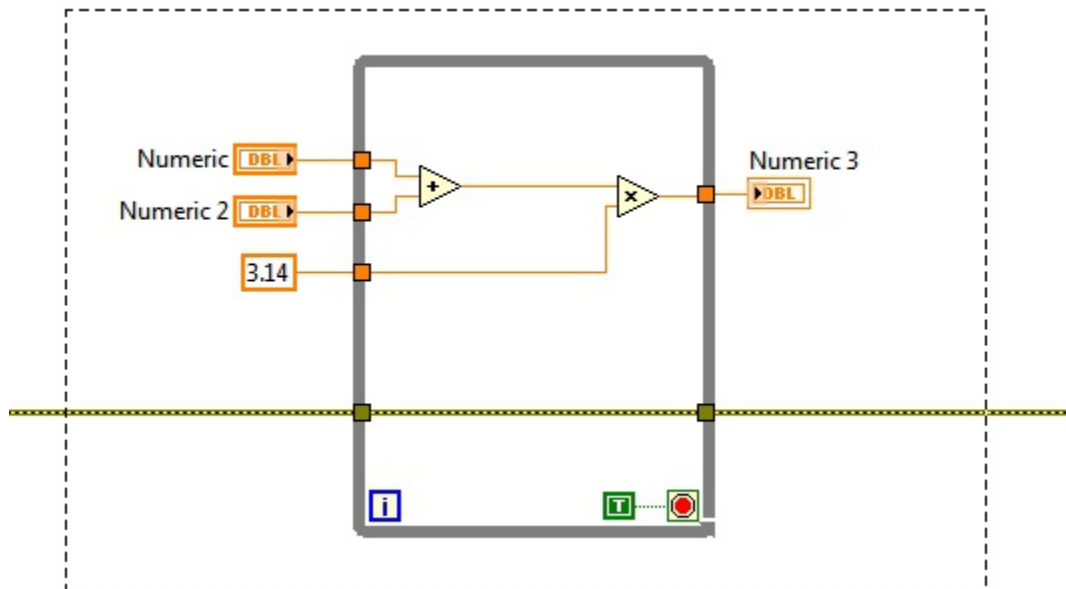 Numeric DBL
Numeric 2 DBL
3.14
+
×
Numeric 3
DBL
i
T